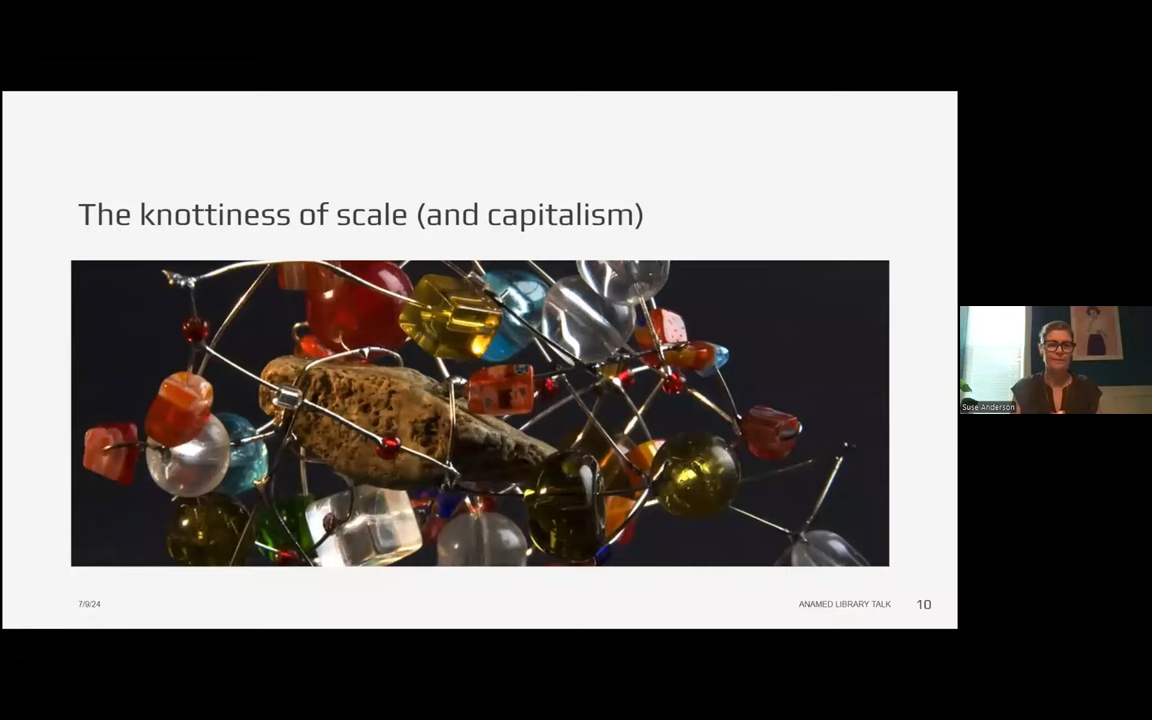 The knottiness of scale (and capitalism)
7/9/24
ANAMED LIBRARY TALK
10
Suse Anderson